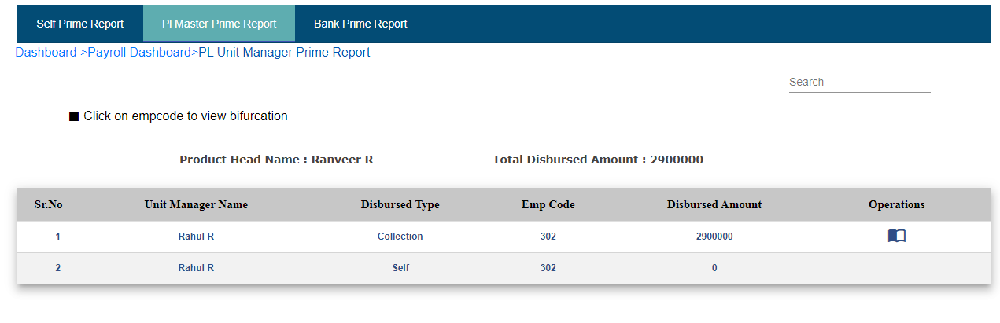 Self Prime Report Pl Master Prime Report Bank Prime Report
Dashboard >Payroll Dashboard>PL Unit Manager Prime Report
Search
Click on empcode to view bifurcation
Product Head Name : Ranveer R Total Disbursed Amount : 2900000
Sr.No Unit Manager Name Disbursed Type Emp Code Disbursed Amount Operations
1 Rahul R Collection 302 2900000
2 Rahul R Self 302 0